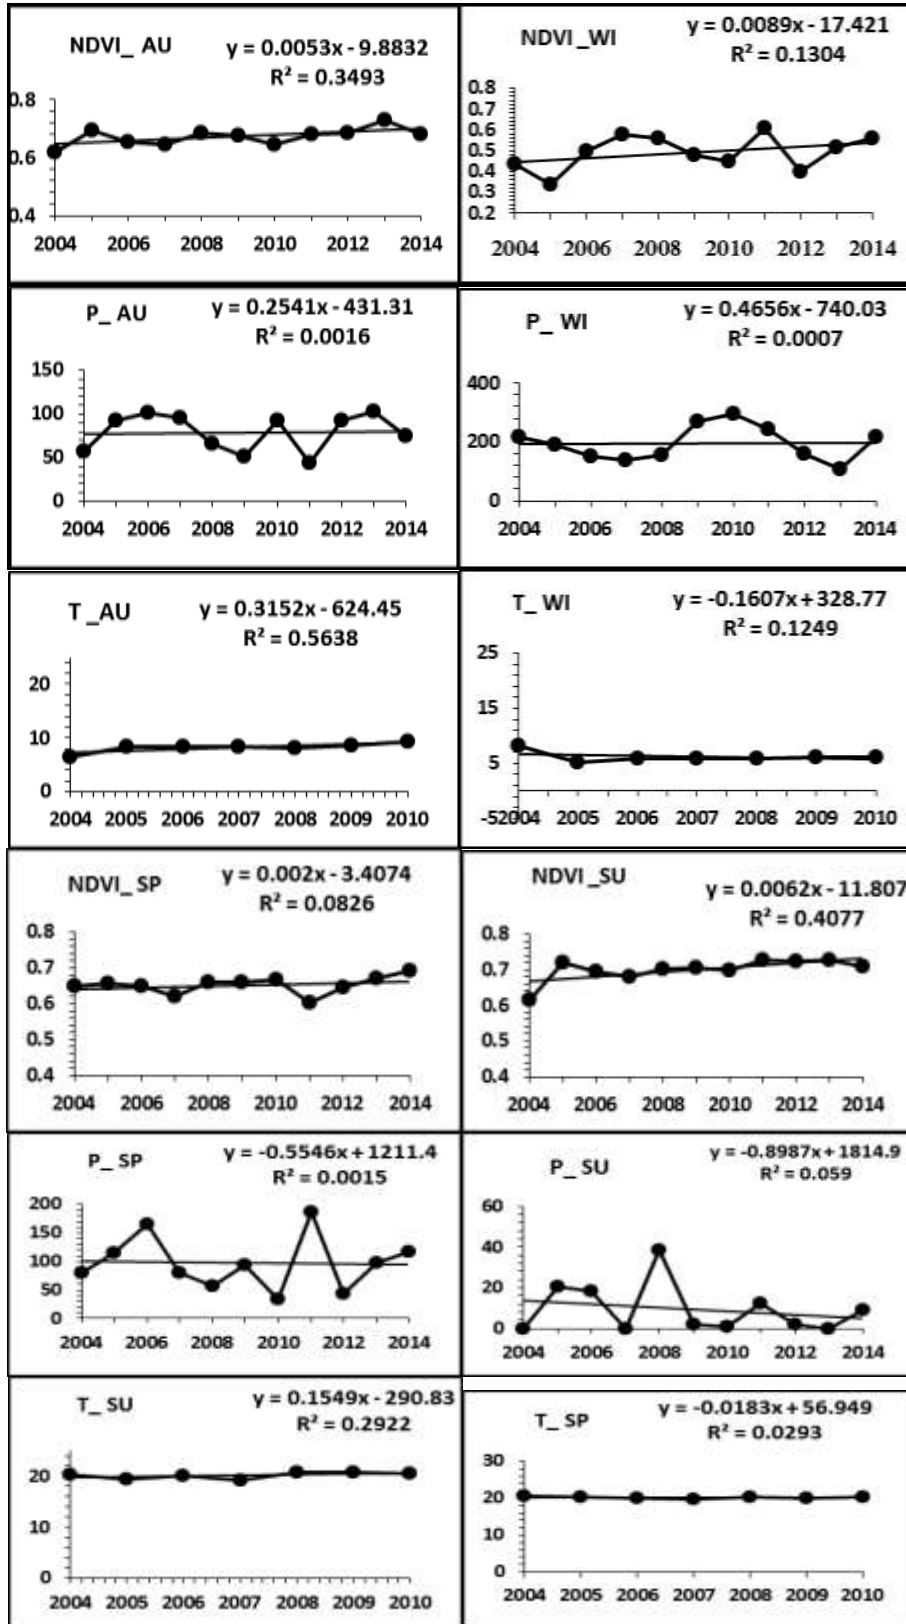 NDVI_ AU
y = 0.0053x - 9.8832
R² = 0.3493
0.8
0.6
0.4
2004 2006 2008 2010 2012 2014
NDVI _WI
y = 0.0089x - 17.421
R² = 0.1304
0.8
0.7
0.6
0.5
0.4
0.3
0.2
2004 2006 2008 2010 2012 2014
P_ AU
y = 0.2541x - 431.31
R² = 0.0016
150
100
50
0
2004 2006 2008 2010 2012 2014
P_ WI
y = 0.4656x - 740.03
R² = 0.0007
400
200
0
2004 2006 2008 2010 2012 2014
T _AU
y = 0.3152x - 624.45
R² = 0.5638
20
10
0
2004 2005 2006 2007 2008 2009 2010
T_ WI
y = -0.1607x + 328.77
R² = 0.1249
25
15
5
-5
2004 2005 2006 2007 2008 2009 2010
NDVI_ SP
y = 0.002x - 3.4074
R² = 0.0826
0.8
0.7
0.6
0.5
0.4
2004 2006 2008 2010 2012 2014
NDVI _SU
y = 0.0062x - 11.807
R² = 0.4077
0.8
0.7
0.6
0.5
0.4
2004 2006 2008 2010 2012 2014
P_ SP
y = -0.5546x + 1211.4
R² = 0.0015
200
150
100
50
0
2004 2006 2008 2010 2012 2014
P_ SU
y = -0.8987x + 1814.9
R² = 0.059
60
40
20
0
2004 2006 2008 2010 2012 2014
T_ SU
y = 0.1549x - 290.83
R² = 0.2922
20
10
0
2004 2005 2006 2007 2008 2009 2010
T_ SP
y = -0.0183x + 56.949
R² = 0.0293
30
20
10
0
2004 2005 2006 2007 2008 2009 2010